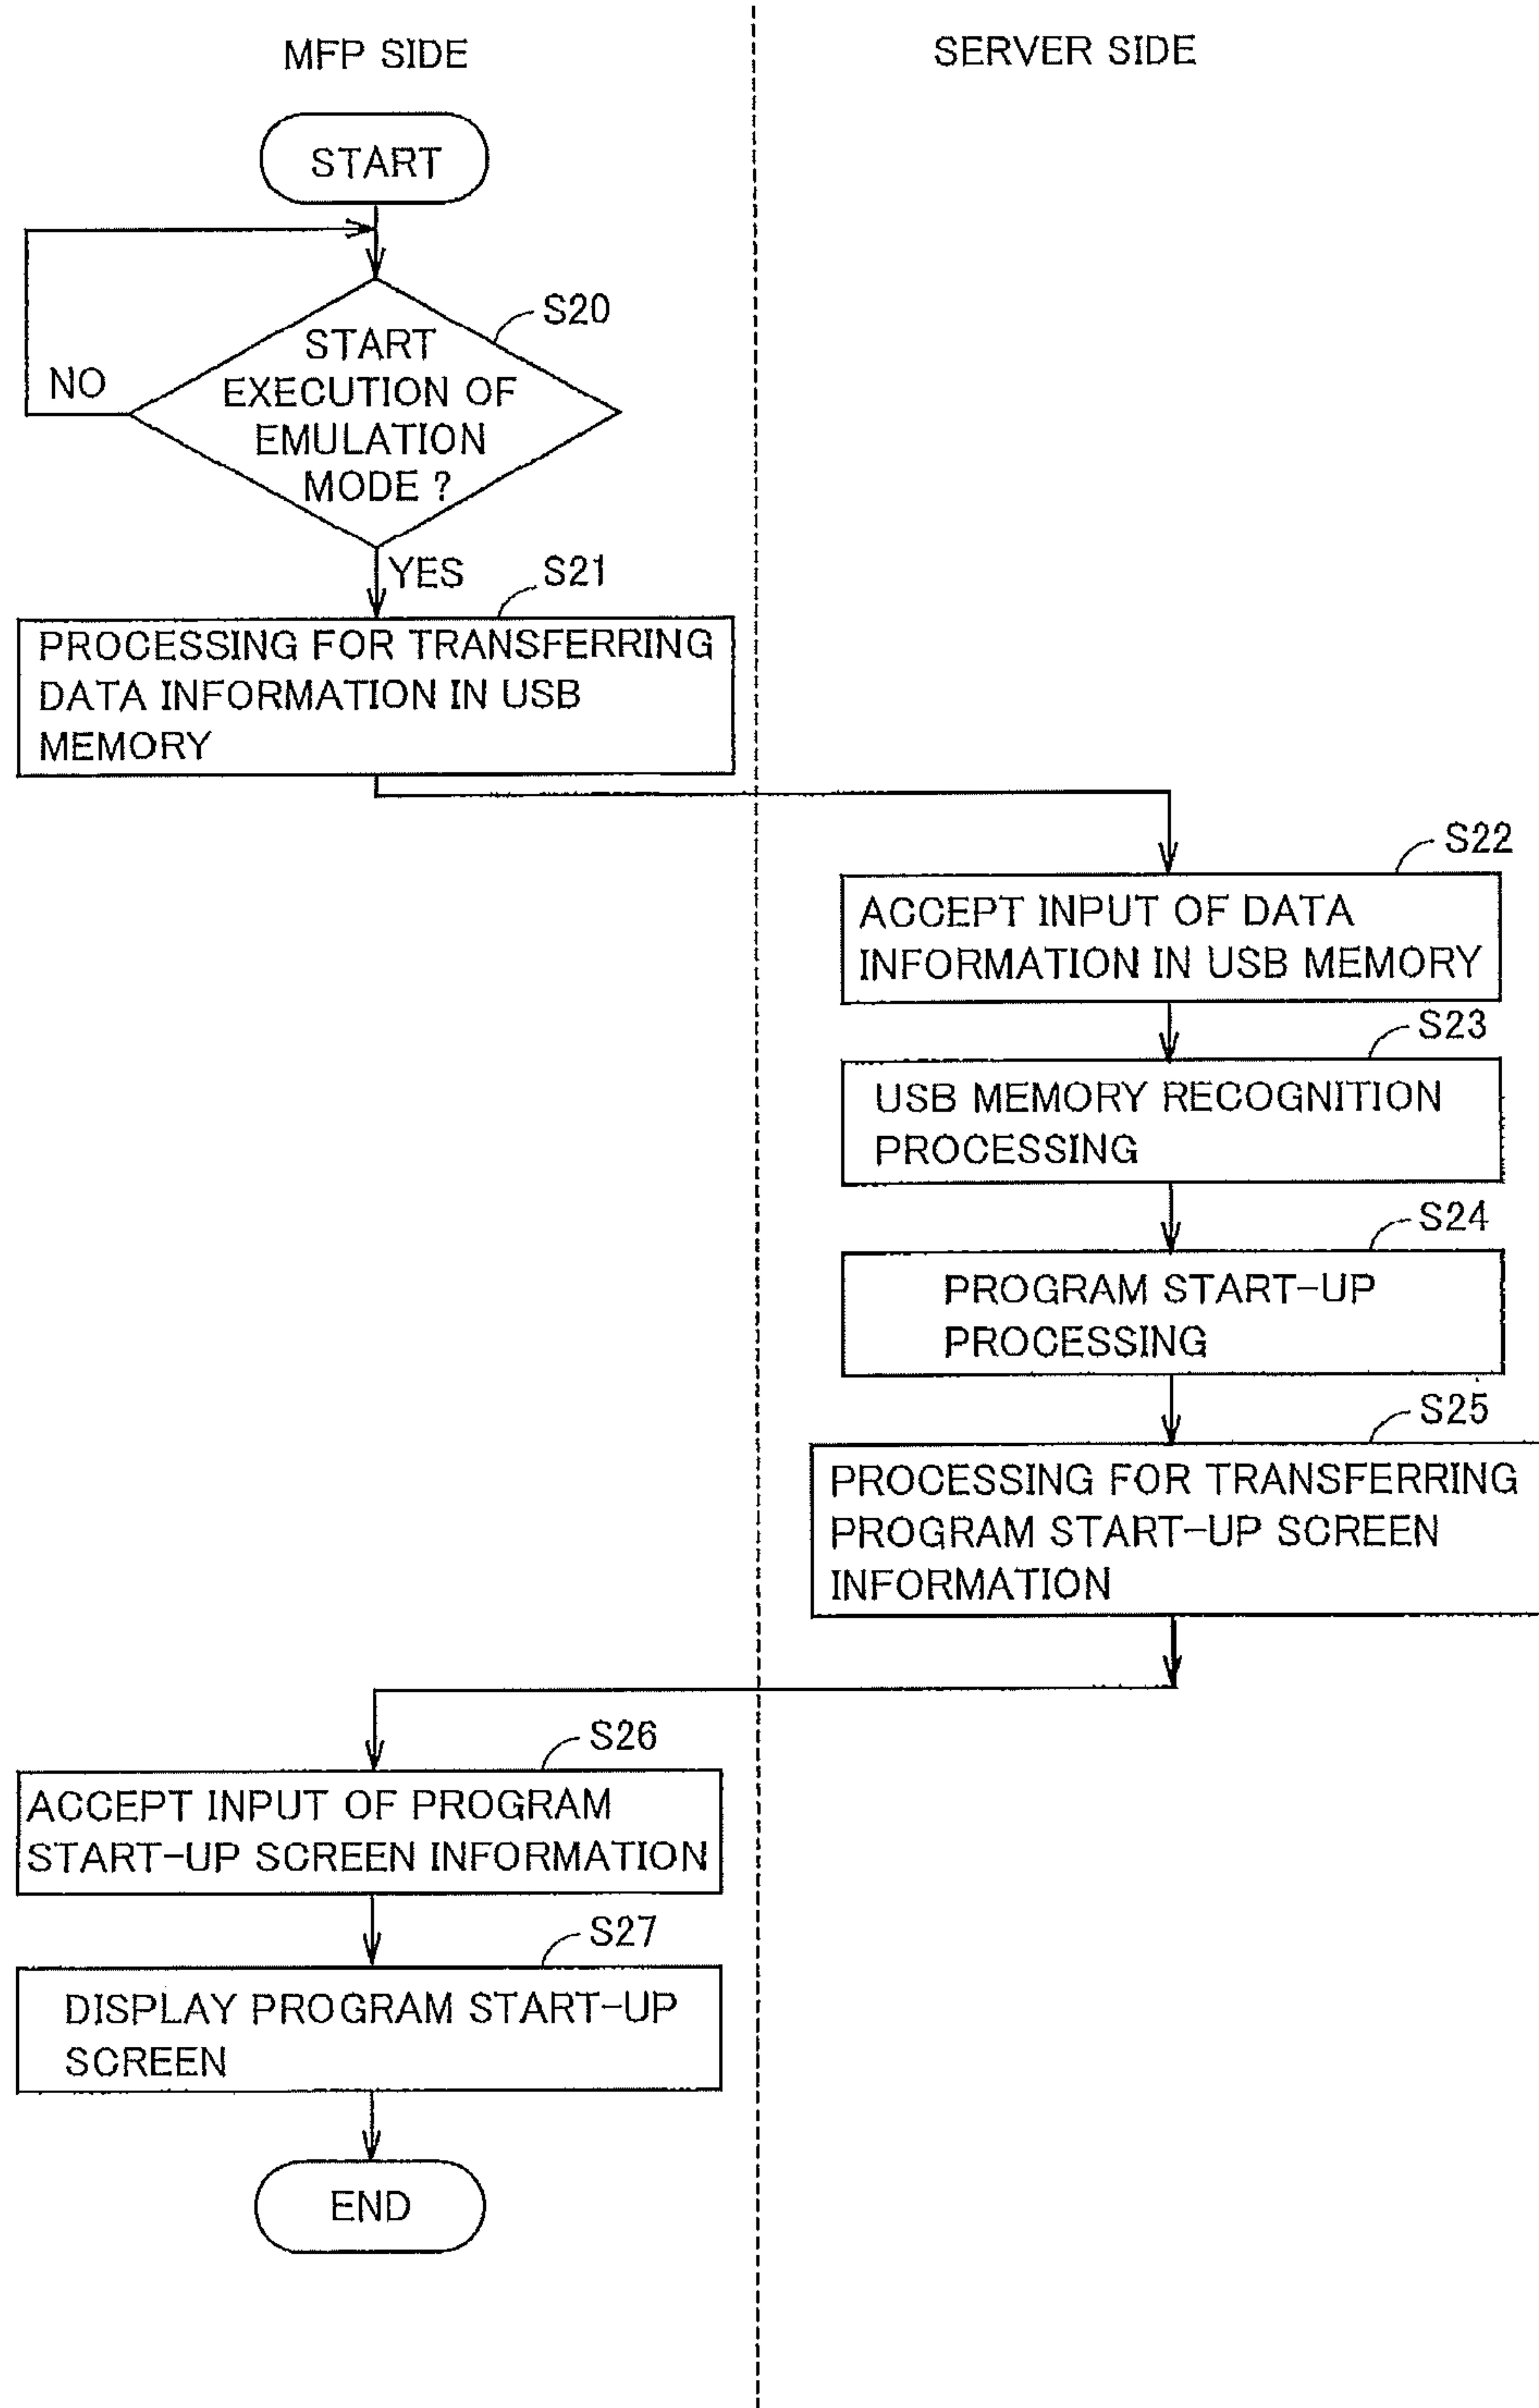 MFP SIDE
SERVER SIDE
START
S20
START
EXECUTION OF
EMULATION
MODE ?
NO
YES
S21
PROCESSING FOR TRANSFERRING
DATA INFORMATION IN USB
MEMORY
S22
ACCEPT INPUT OF DATA
INFORMATION IN USB MEMORY
S23
USB MEMORY RECOGNITION
PROCESSING
S24
PROGRAM START-UP
PROCESSING
S25
PROCESSING FOR TRANSFERRING
PROGRAM START-UP SCREEN
INFORMATION
S26
ACCEPT INPUT OF PROGRAM
START-UP SCREEN INFORMATION
S27
DISPLAY PROGRAM START-UP
SCREEN
END